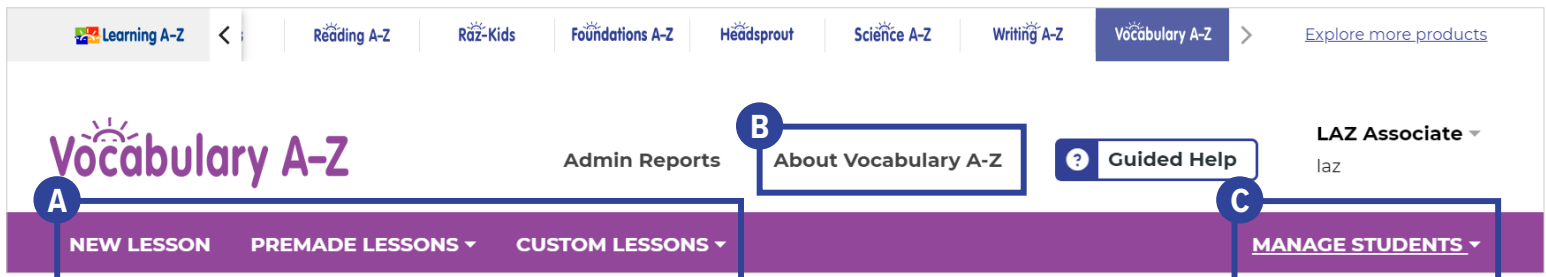 Learning A-Z s Reading A-Z Raz-Kids Foundations A-Z Headsprout Science A-Z Writing A-Z Vocabulary A-Z Explore more products
B
LAZ Associate
Vocabulary A-Z Admin Reports About Vocabulary A-Z ? Guided Help
laz
A C
NEW LESSON PREMADE LESSONS CUSTOM LESSONS MANAGE STUDENTS